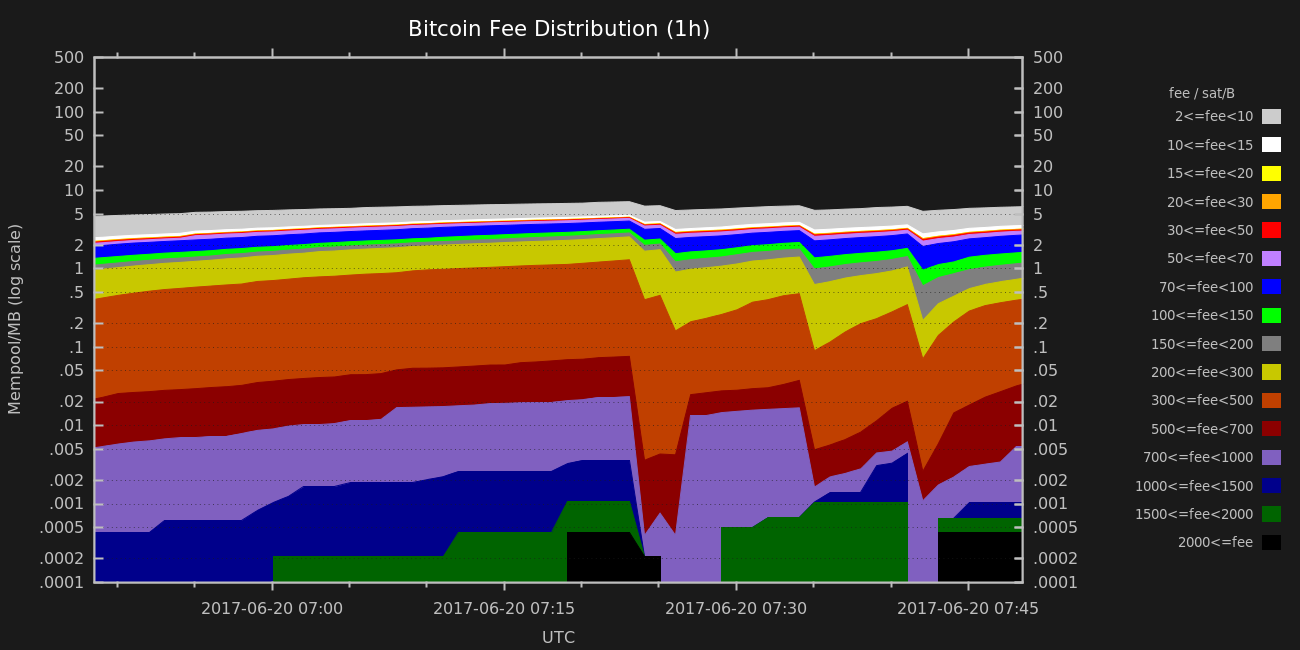 Bitcoin Fee Distribution (1h)
Mempool/MB (log scale)
500
200
100
50
20
10
5
2
1
.5
.2
.1
.05
.02
.01
.005
.002
.001
.0005
.0002
.0001
500
200
100
50
20
10
5
2
1
.5
.2
.1
.05
.02
.01
.005
.002
.001
.0005
.0002
.0001
2017-06-20 07:00 2017-06-20 07:15 2017-06-20 07:30 2017-06-20 07:45
UTC
fee / sat/B
2<=fee<10
10<=fee<15
15<=fee<20
20<=fee<30
30<=fee<50
50<=fee<70
70<=fee<100
100<=fee<150
150<=fee<200
200<=fee<300
300<=fee<500
500<=fee<700
700<=fee<1000
1000<=fee<1500
1500<=fee<2000
2000<=fee